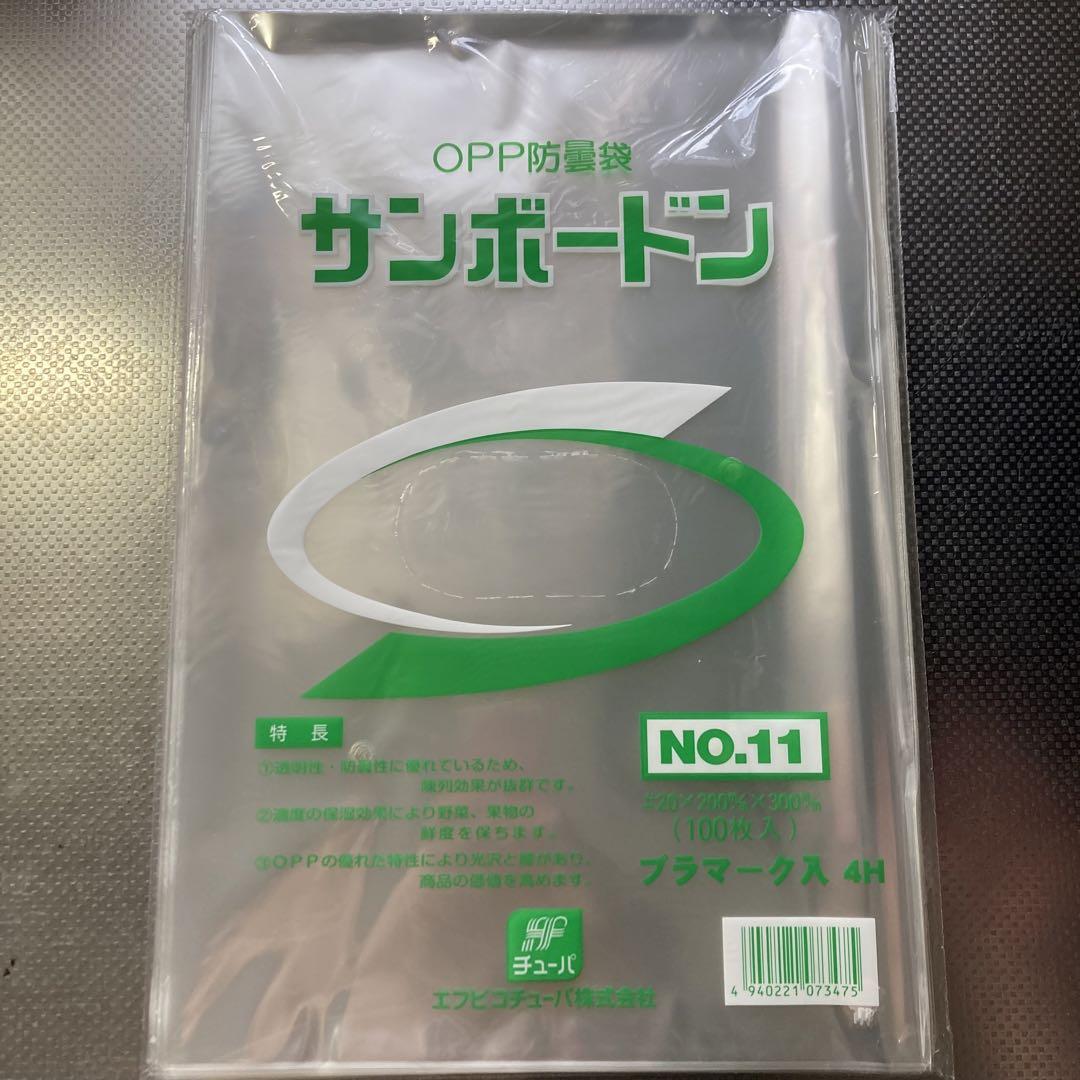 OPP防曇袋
サンボードン
特長
①透明性・防曇性に優れているため、
陳列効果が抜群です。
②適度の保湿効果により野菜、果物の
鮮度を保ちます。
③OPPの優れた特性により光沢と腰があり、
商品の価値を高めます。
NO.11
#20×200㎜×300㎜
(100枚入)
プラマーク入 4H
チューパ
エフピコチューパ株式会社
4 940221 073475